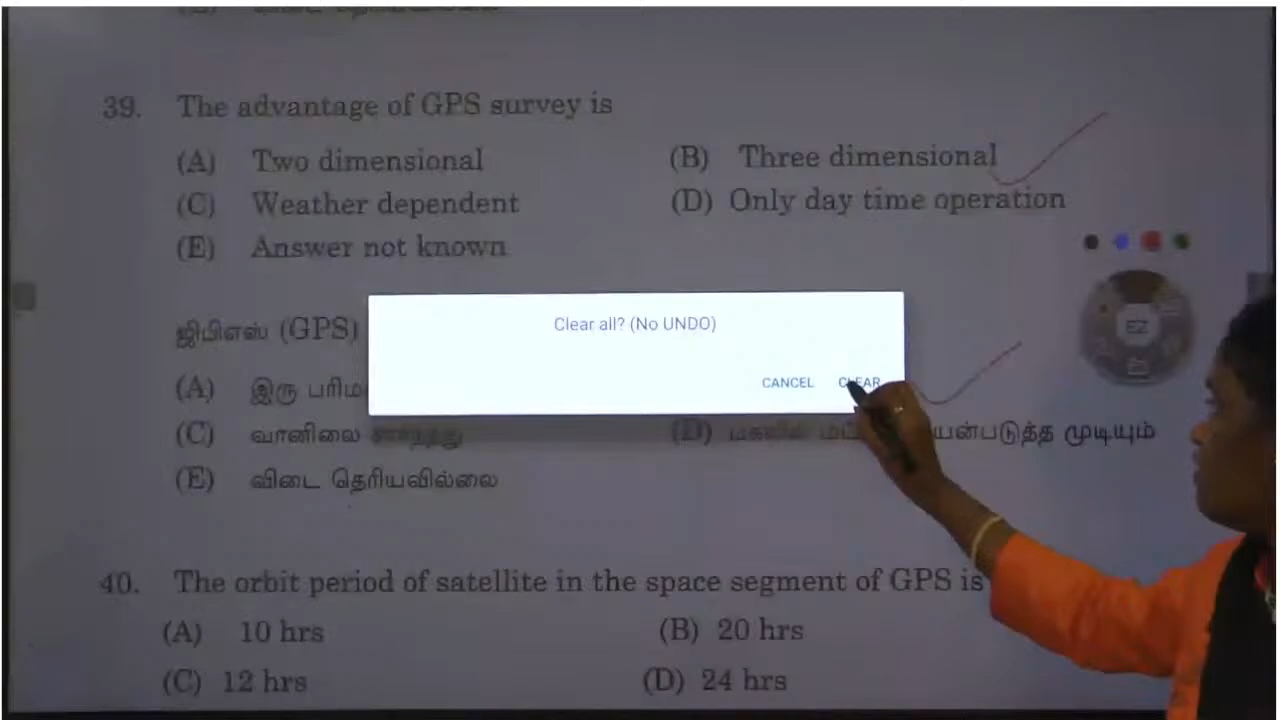 39. The advantage of GPS survey is
(A) Two dimensional (B) Three dimensional
(C) Weather dependent (D) Only day time operation
(E) Answer not known
ஜிபிஎஸ் (GPS)
Clear all? (No UNDO)
CANCEL CLEAR
EZ
(A) இரு
(C) வானிலை (D) முடியும்
(E) விடை தெரியவில்லை
40. The orbit period of satellite in the space segment of GPS is
(A) 10 hrs (B) 20 hrs
(C) 12 hrs (D) 24 hrs